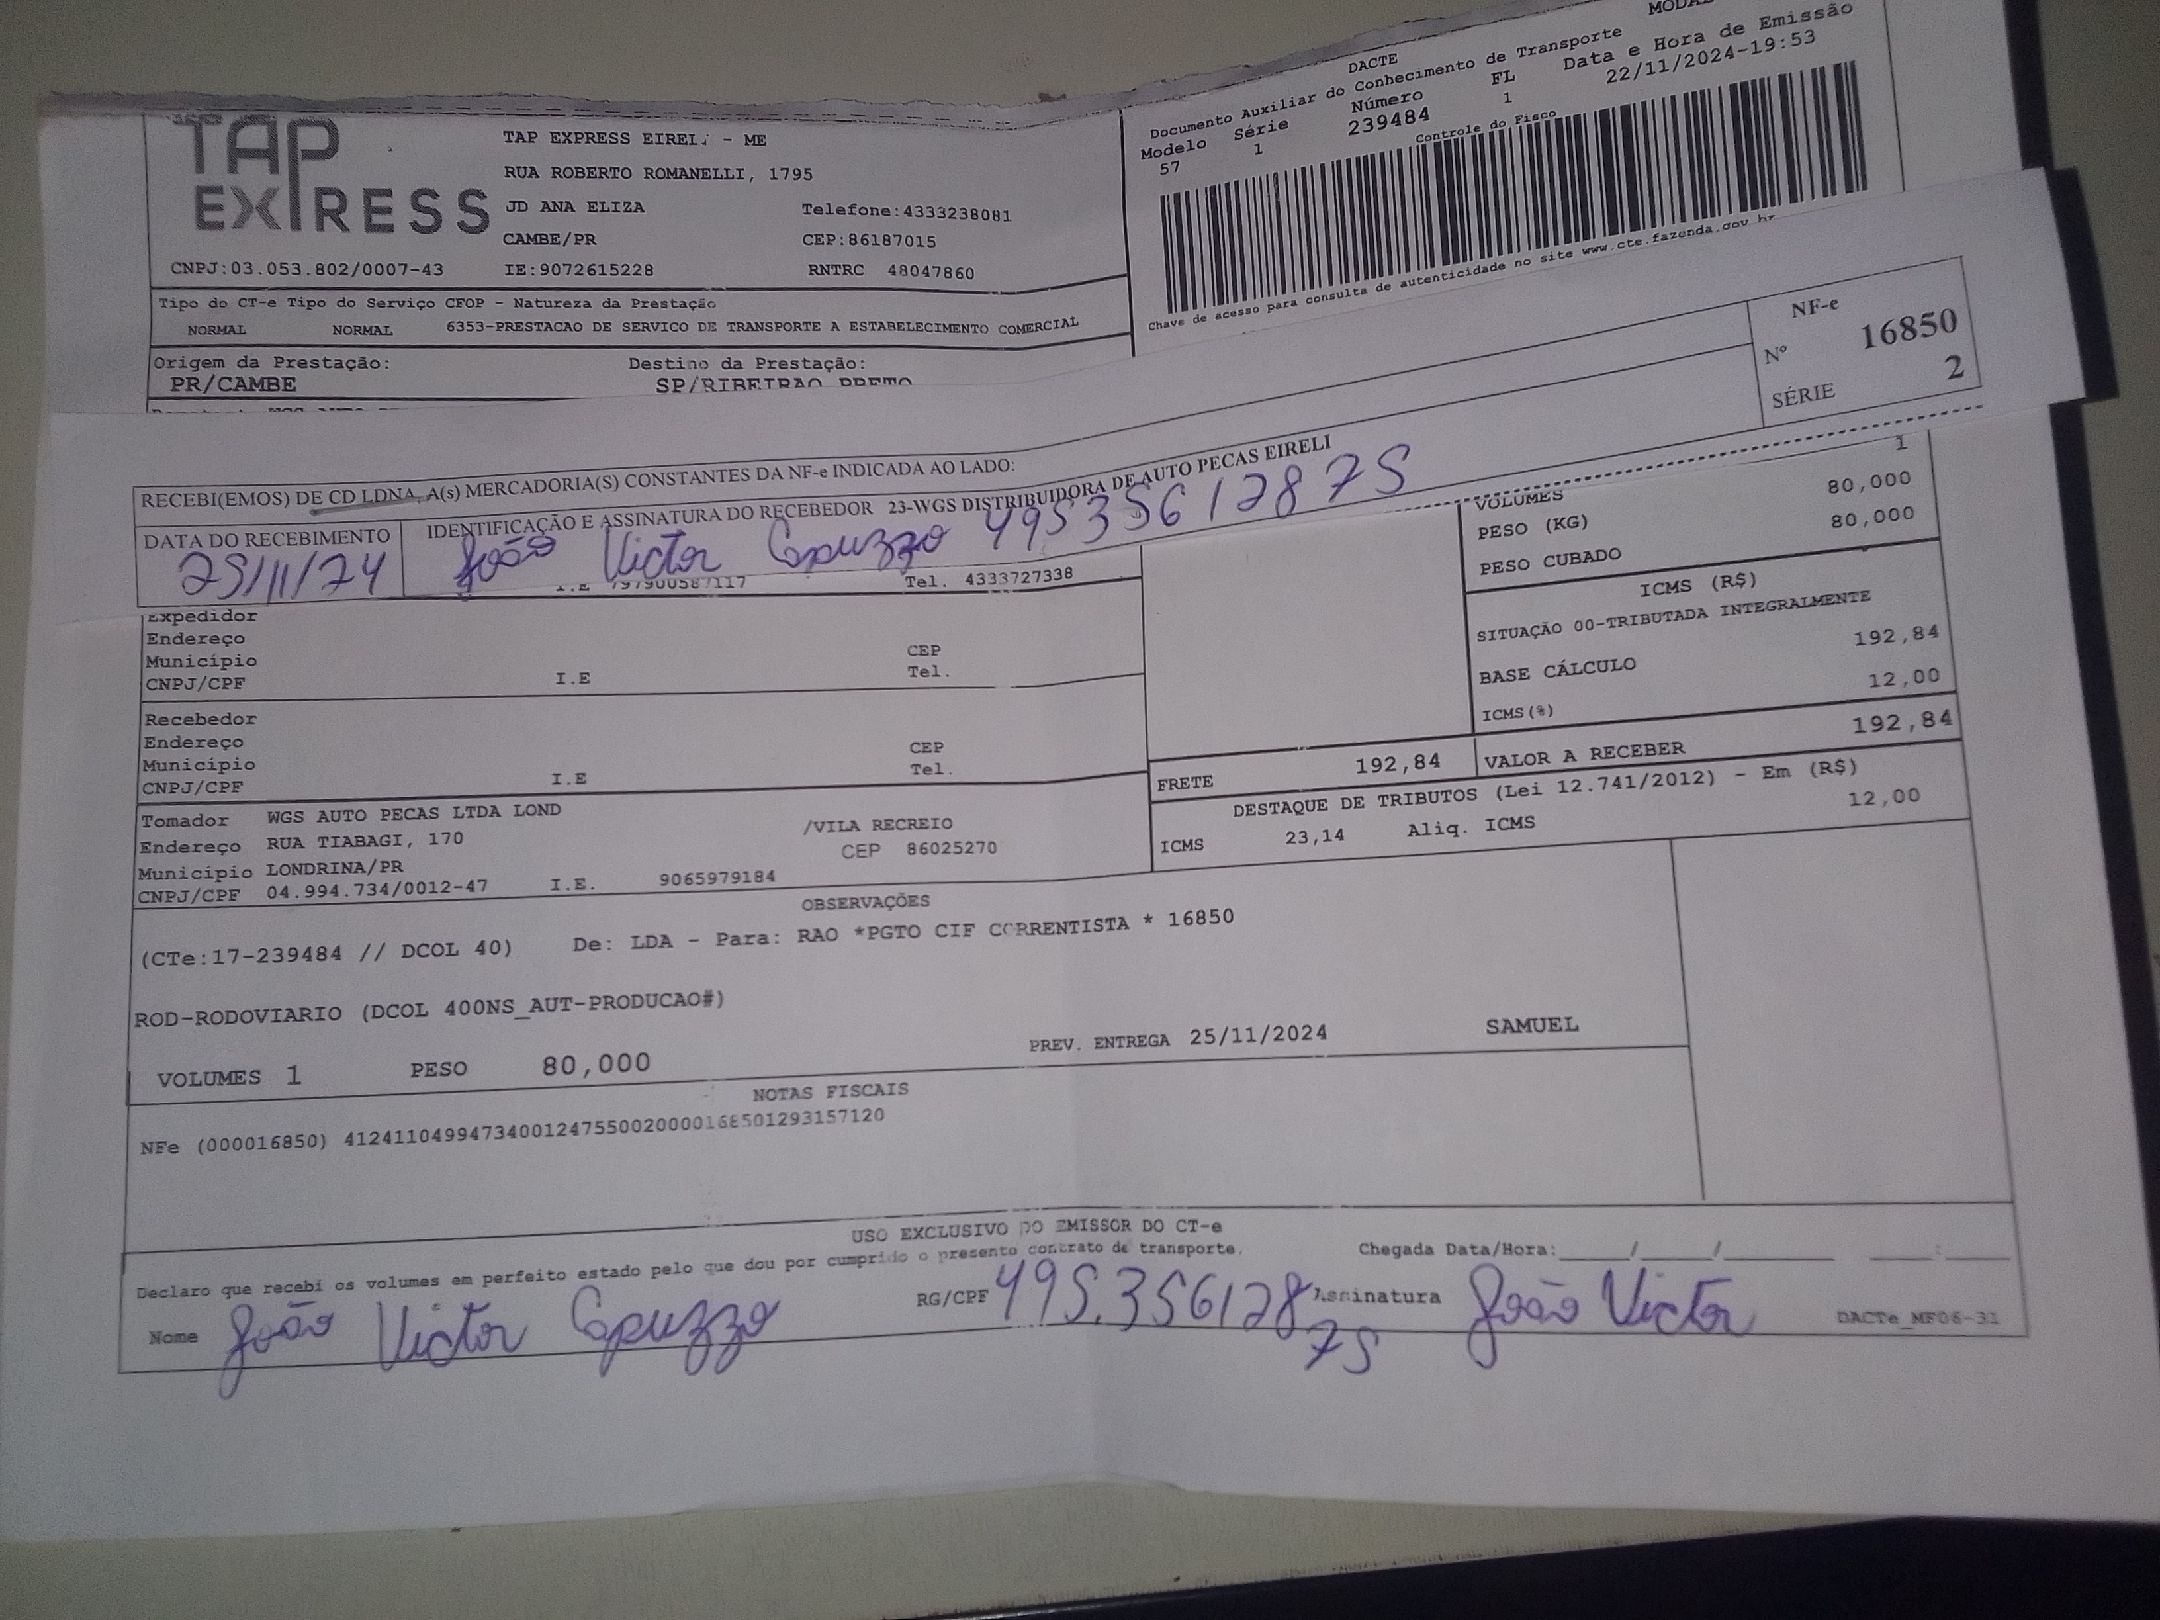 TAP
EXPRESS
TAP EXPRESS EIRELI - ME
RUA ROBERTO ROMANELLI, 1795
JD ANA ELIZA Telefone:4333238081
CAMBE/PR CEP:86187015
CNPJ:03.053.802/0007-43 IE:9072615228 RNTRC 48047860
DACTE
Documento Auxiliar do Conhecimento de Transporte
Modelo Série Número FL Data e Hora de Emissão
57 1 239484 1 22/11/2024-19:53
Controle do Fisco
Chave de acesso para consulta de autenticidade no site www.cte.fazenda.gov.br
Tipo do CT-e Tipo do Serviço CFOP - Natureza da Prestação
NORMAL NORMAL 6353-PRESTACAO DE SERVICO DE TRANSPORTE A ESTABELECIMENTO COMERCIAL
Origem da Prestação: Destino da Prestação:
PR/CAMBE SP/RIBEIRAO PRETO
NF-e
Nº 16850
SÉRIE 2
RECEBI(EMOS) DE CD LDNA, A(s) MERCADORIA(S) CONSTANTES DA NF-e INDICADA AO LADO:
DATA DO RECEBIMENTO IDENTIFICAÇÃO E ASSINATURA DO RECEBEDOR 23-WGS DISTRIBUIDORA DE AUTO PECAS EIRELI
25/11/24 João Victor Capuzzo 49535612875
I.E 797900587117 Tel. 4333727338
Expedidor
Endereço
Município CEP
CNPJ/CPF I.E Tel.
Recebedor
Endereço
Município CEP
CNPJ/CPF I.E Tel.
Tomador WGS AUTO PECAS LTDA LOND
Endereço RUA TIABAGI, 170 /VILA RECREIO
Município LONDRINA/PR CEP 86025270
CNPJ/CPF 04.994.734/0012-47 I.E. 9065979184
VOLUMES 1
PESO (KG) 80,000
PESO CUBADO 80,000
ICMS (R$)
SITUAÇÃO 00-TRIBUTADA INTEGRALMENTE
BASE CÁLCULO 192,84
ICMS(%) 12,00
FRETE 192,84 VALOR A RECEBER 192,84
DESTAQUE DE TRIBUTOS (Lei 12.741/2012) - Em (R$)
ICMS 23,14 Aliq. ICMS 12,00
OBSERVAÇÕES
(CTe:17-239484 // DCOL 40) De: LDA - Para: RAO *PGTO CIF CORRENTISTA * 16850
ROD-RODOVIARIO (DCOL 400NS_AUT-PRODUCAO#)
VOLUMES 1 PESO 80,000 PREV. ENTREGA 25/11/2024 SAMUEL
NOTAS FISCAIS
NFe (000016850) 41241104994734001247550020000168501293157120
USO EXCLUSIVO DO EMISSOR DO CT-e
Declaro que recebi os volumes em perfeito estado pelo que dou por cumprido o presente contrato de transporte. Chegada Data/Hora:_____/_____/_______ ____:____
Nome João Victor Capuzzo RG/CPF 495.35612875 Assinatura João Victor DACTe_MF06-31